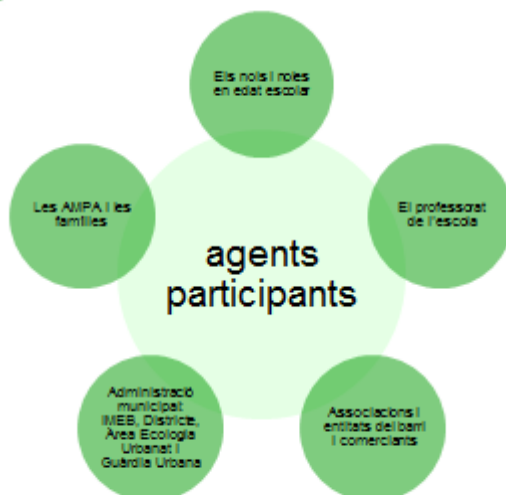 Els nois i noies
en edat escolar
Les AMPA i les
famílies
El professorat
de l'escola
agents
participants
Administració
municipal:
IMEB, Districte,
Àrea Ecologia
Urbanat i
Guàrdia Urbana
Associacions i
entitats del barri
i comerciants